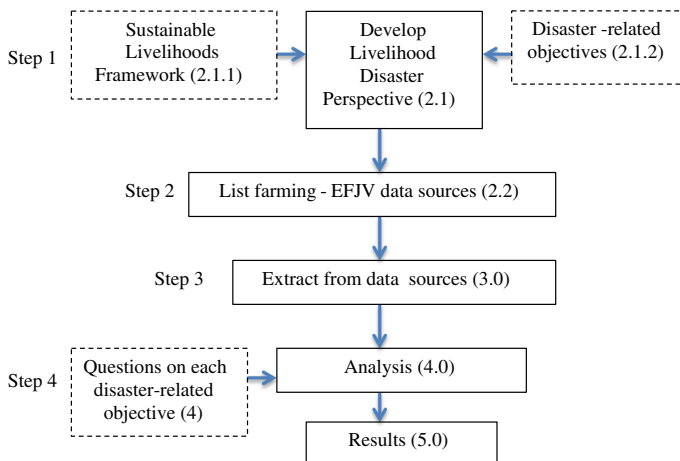 Step 1
Sustainable
Livelihoods
Framework (2.1.1)
Develop
Livelihood
Disaster
Perspective (2.1)
Disaster -related
objectives (2.1.2)
Step 2
List farming - EFJV data sources (2.2)
Step 3
Extract from data sources (3.0)
Step 4
Questions on each
disaster-related
objective (4)
Analysis (4.0)
Results (5.0)